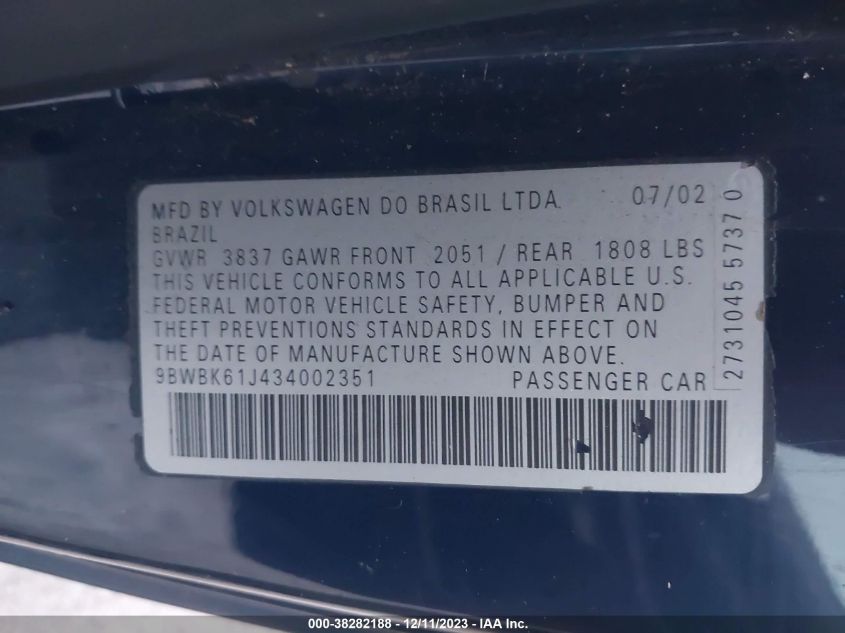 MFD BY VOLKSWAGEN DO BRASIL LTDA 07/02
BRAZIL
GVWR 3837 GAWR FRONT 2051 / REAR 1808 LBS
THIS VEHICLE CONFORMS TO ALL APPLICABLE U.S.
FEDERAL MOTOR VEHICLE SAFETY, BUMPER AND
THEFT PREVENTIONS STANDARDS IN EFFECT ON
THE DATE OF MANUFACTURE SHOWN ABOVE.
9BWBK61J434002351 PASSENGER CAR
2731045 5737 0
000-38282188 - 12/11/2023 - IAAI.com